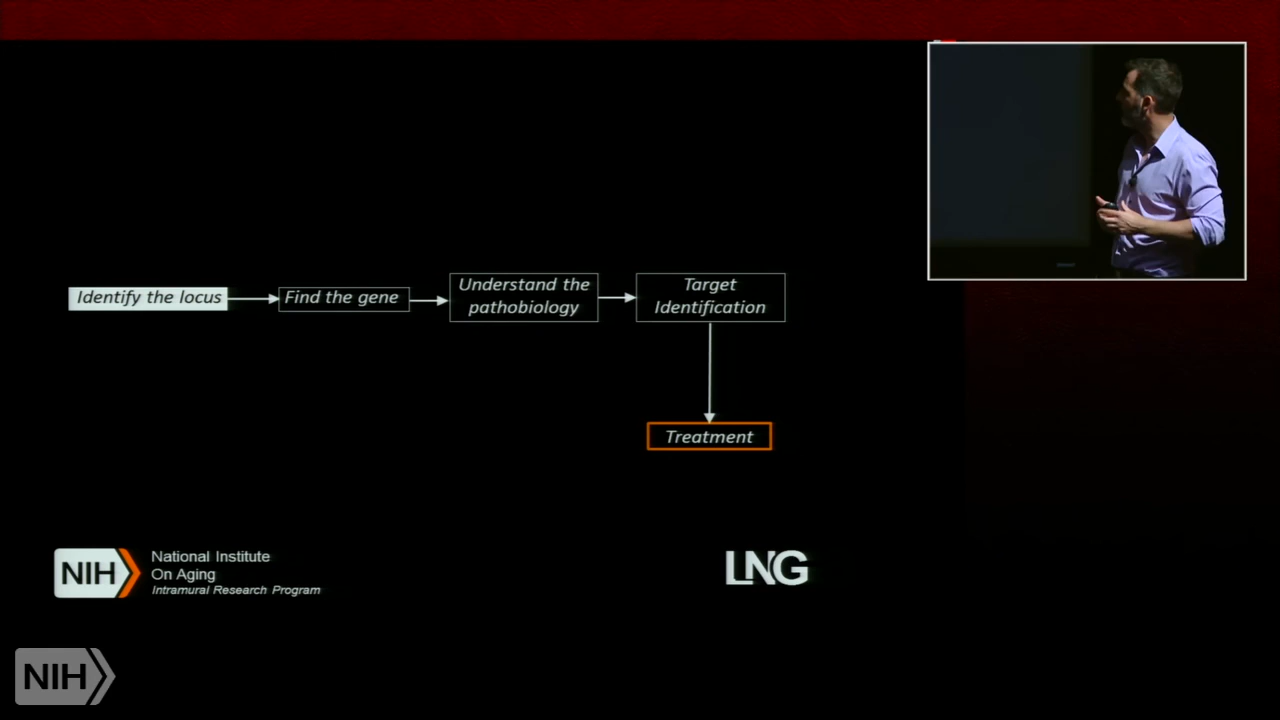 Identify the locus
Find the gene
Understand the
pathobiology
Target
Identification
Treatment
NIH
National Institute
On Aging
Intramural Research Program
LNG
NIH